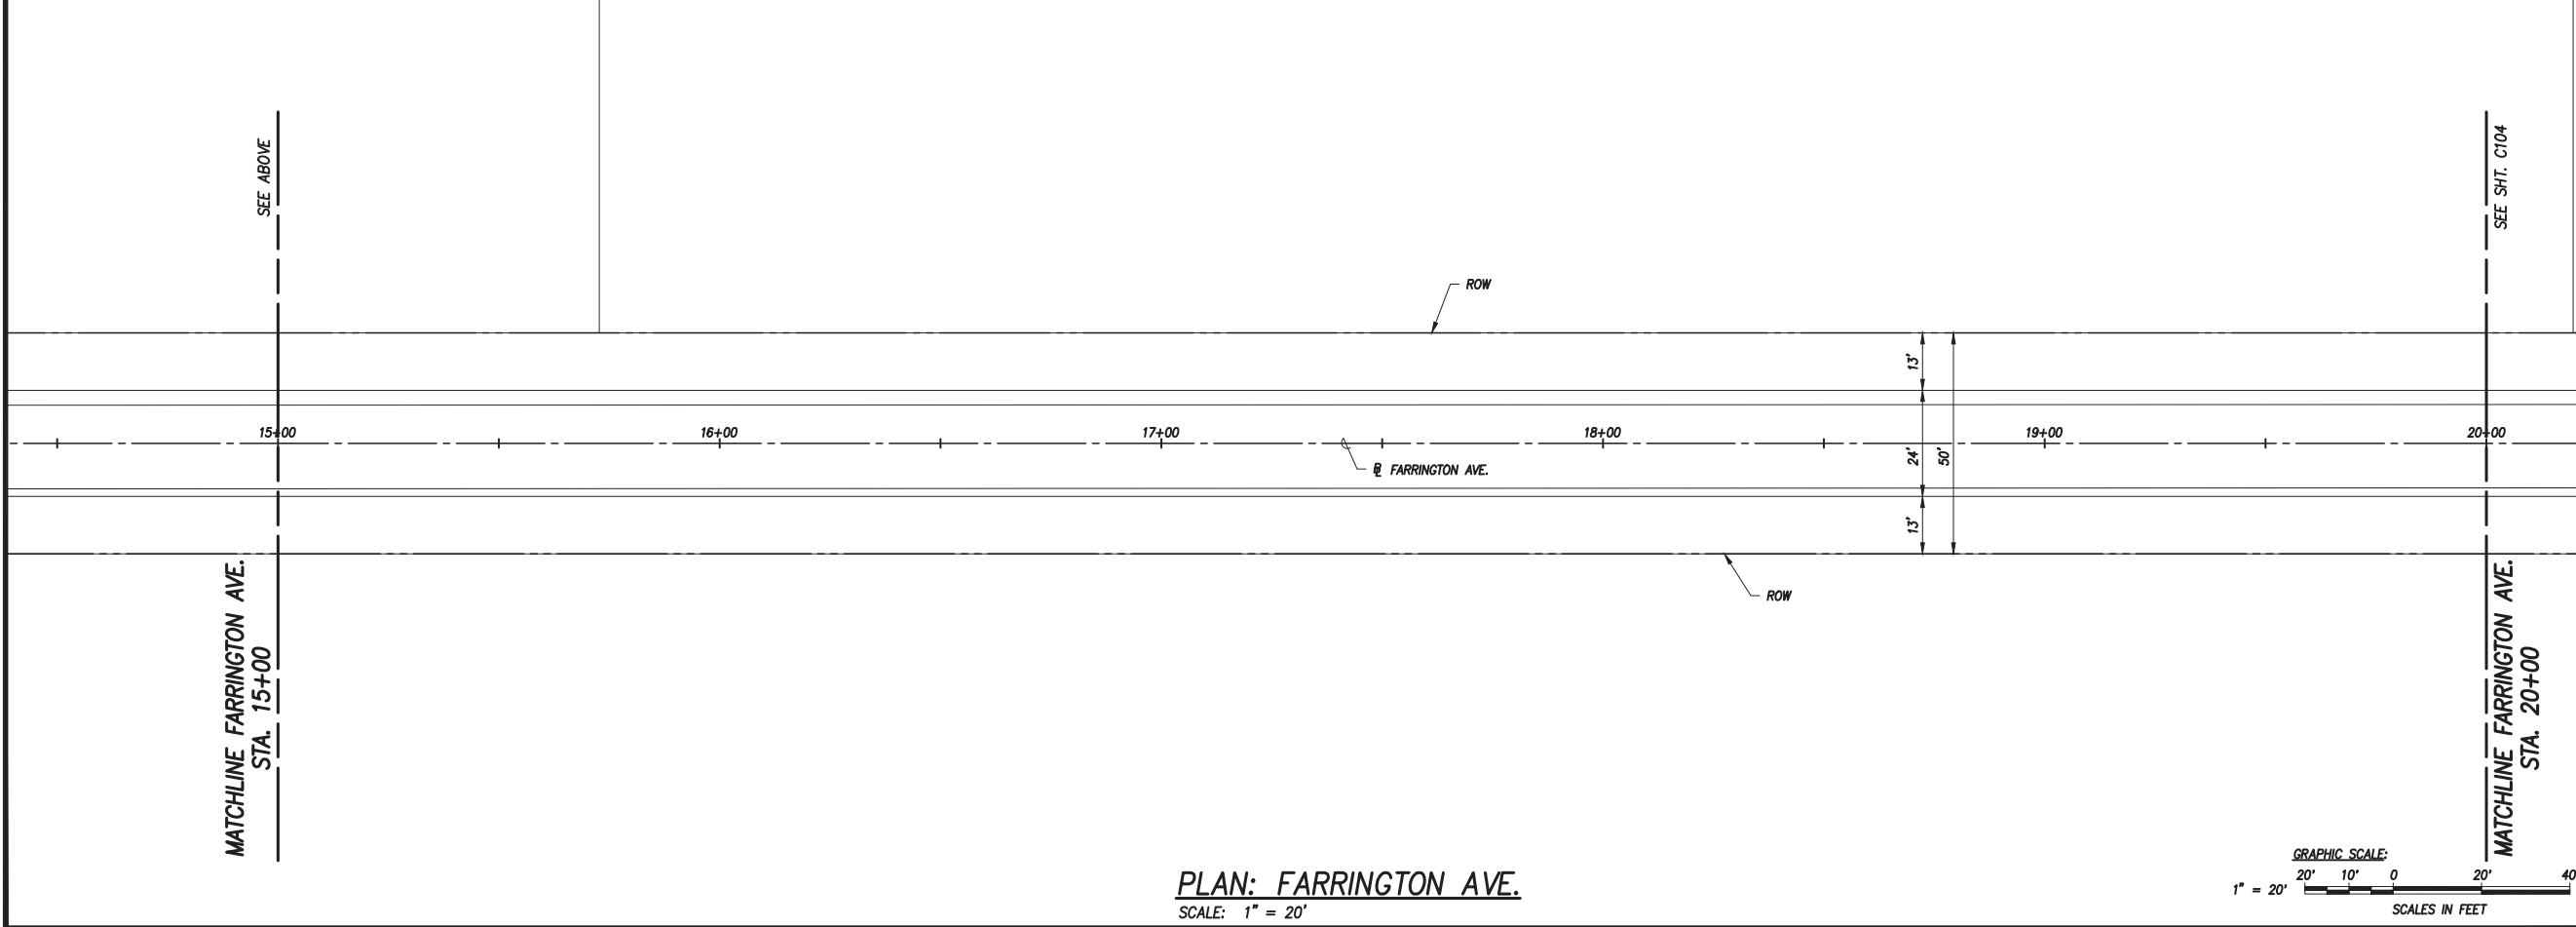 SEE ABOVE
SEE SHT. C104
ROW
13'
15+00
16+00
17+00
18+00
19+00
20+00
24'
50'
FARRINGTON AVE.
13'
ROW
MATCHLINE FARRINGTON AVE.
STA. 15+00
MATCHLINE FARRINGTON AVE.
STA. 20+00
PLAN: FARRINGTON AVE.
SCALE: 1" = 20'
GRAPHIC SCALE:
20' 10' 0 20' 40
1" = 20'
SCALES IN FEET